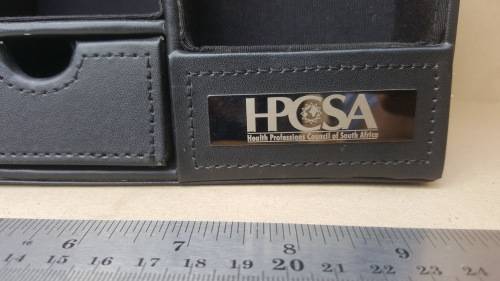 HPCSA
Health Professions Council of South Africa
6 7 8 9
14 15 16 17 18 19 20 21 22 23 24